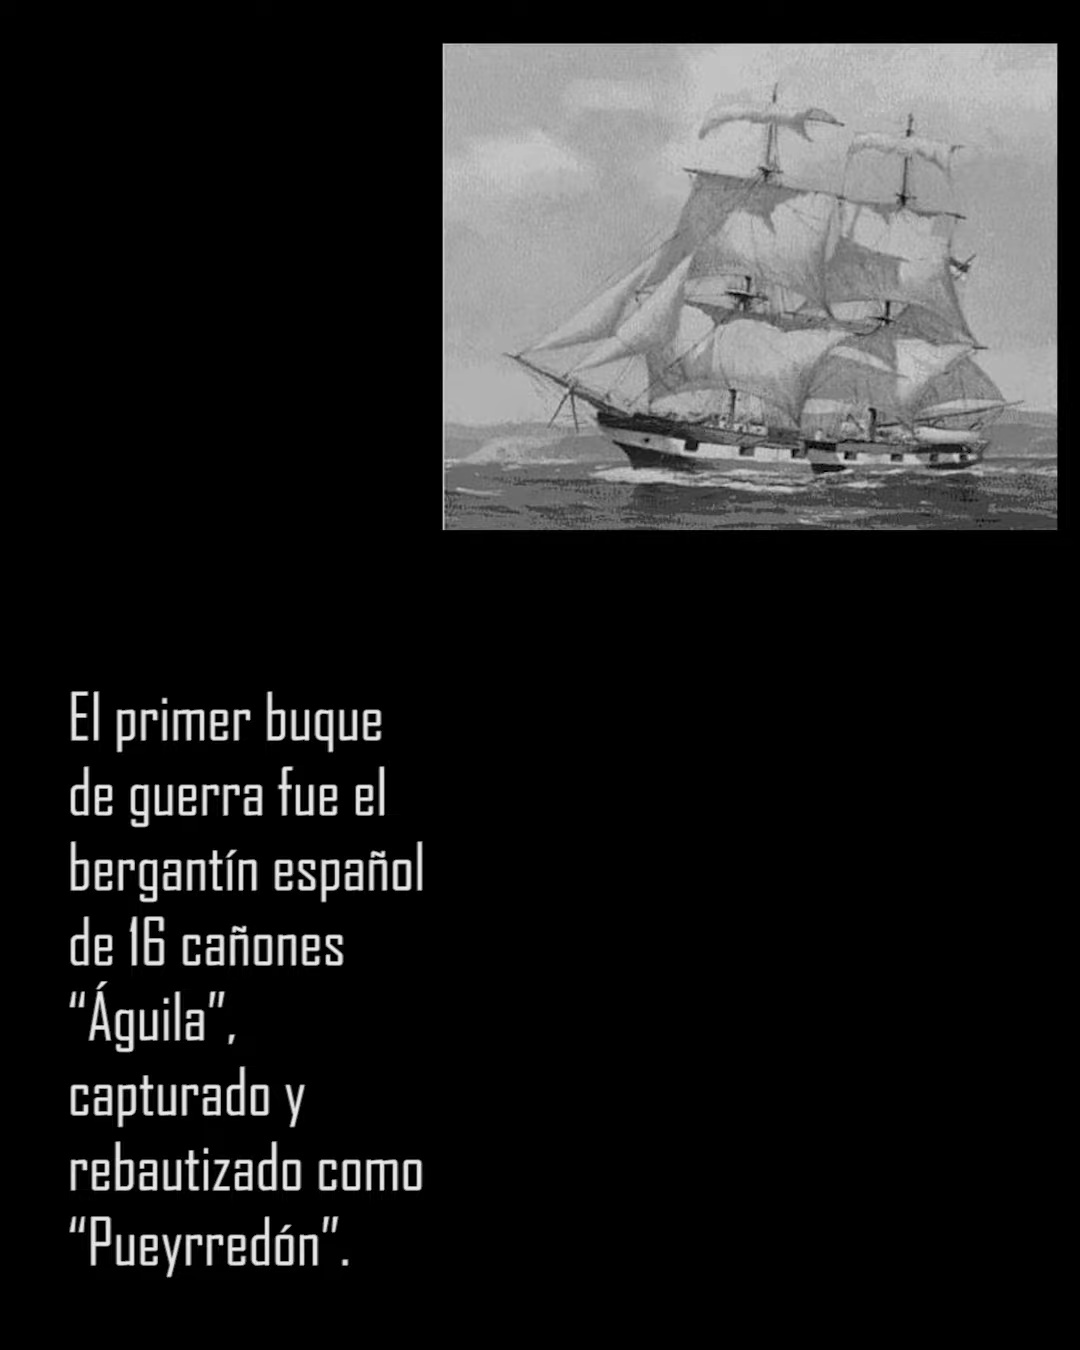 El primer buque
de guerra fue el
bergantín español
de 16 cañones
“Águila”,
capturado y
rebautizado como
“Pueyrredón”.